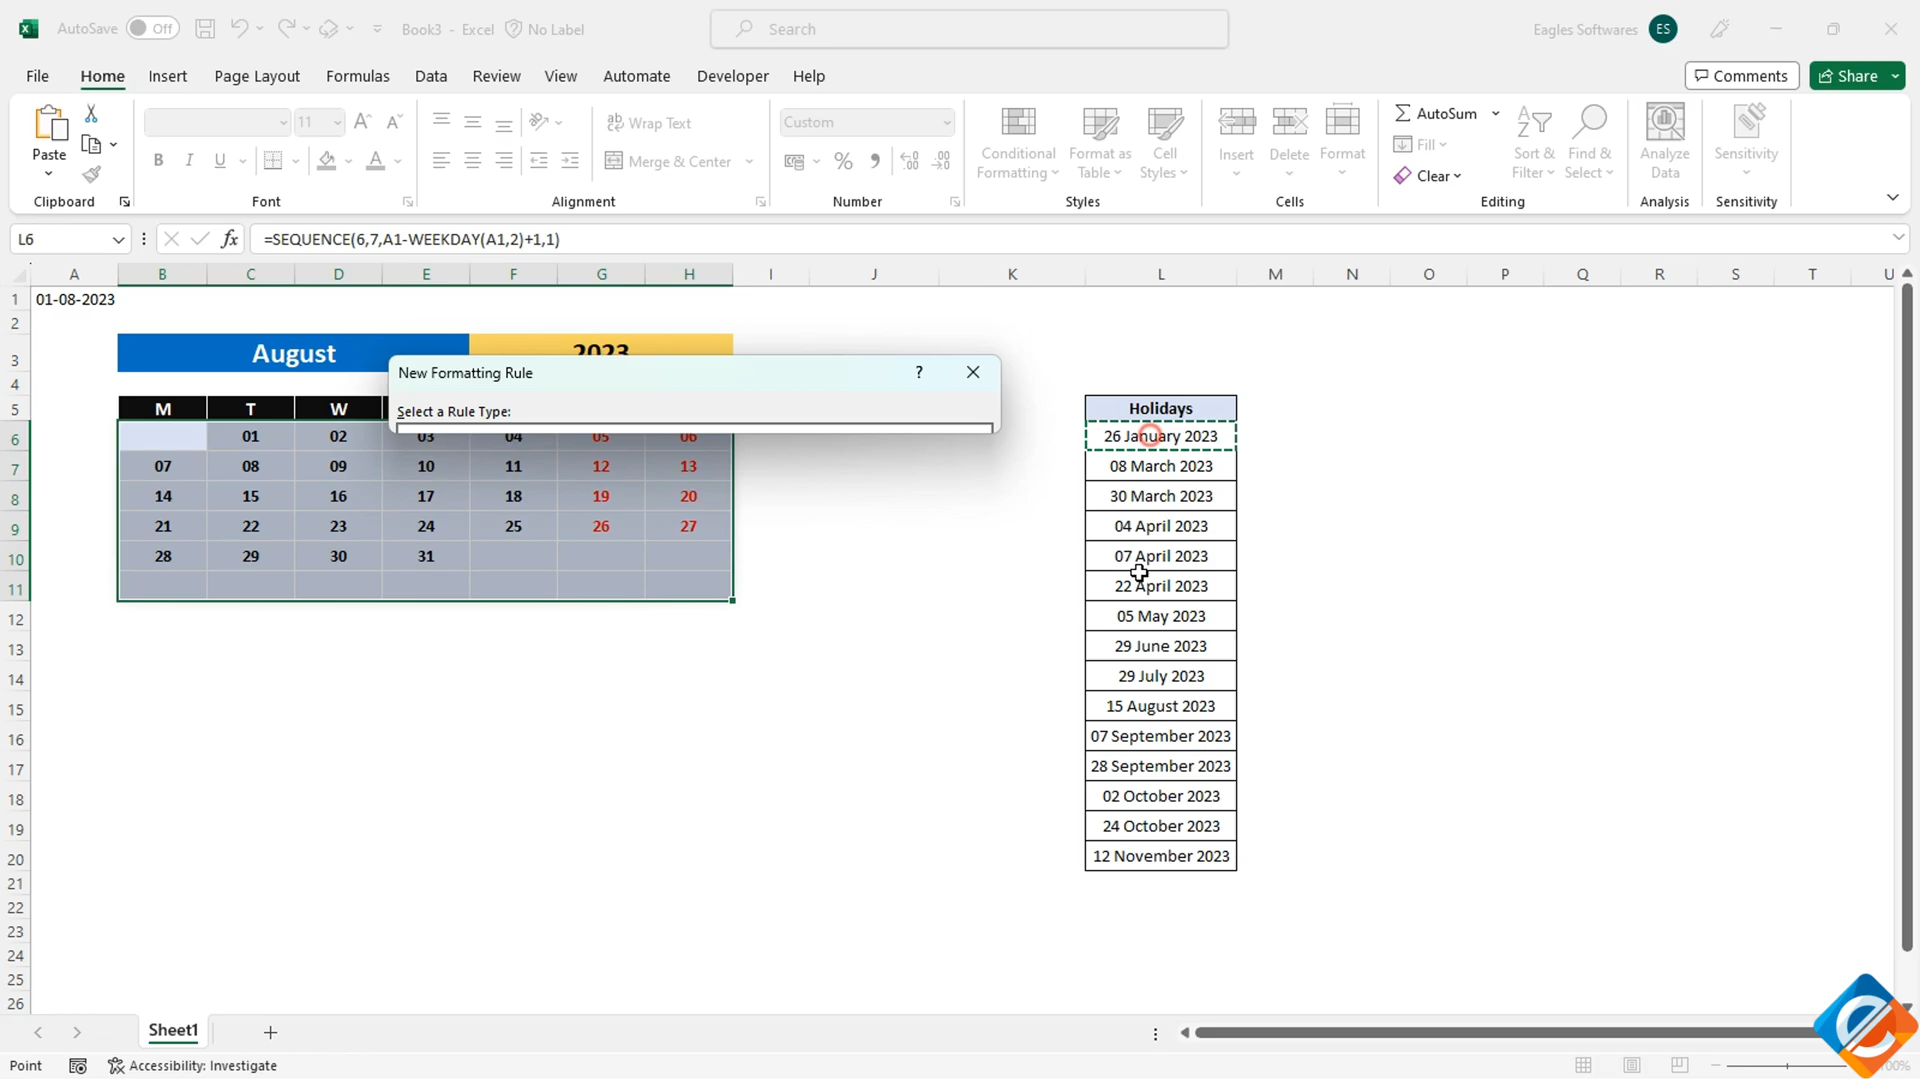 AutoSave Off Book3 - Excel No Label Search Eagles Softwares ES
File Home Insert Page Layout Formulas Data Review View Automate Developer Help Comments Share
Paste 11 Wrap Text Custom Conditional Formatting Format as Table Cell Styles Insert Delete Format AutoSum Fill Clear Sort & Filter Find & Select Analyze Data Sensitivity
B I U A Merge & Center % 9
Clipboard Font Alignment Number Styles Cells Editing Analysis Sensitivity
L6 fx =SEQUENCE(6,7,A1-WEEKDAY(A1,2)+1,1)
A B C D E F G H I J K L M N O P Q R S T U
1 01-08-2023
2
3 August 2023
New Formatting Rule ?
4
Select a Rule Type:
5 M T W Holidays
6 01 02 03 04 05 06 26 January 2023
7 07 08 09 10 11 12 13 08 March 2023
8 14 15 16 17 18 19 20 30 March 2023
9 21 22 23 24 25 26 27 04 April 2023
10 28 29 30 31 07 April 2023
11 22 April 2023
12 05 May 2023
13 29 June 2023
14 29 July 2023
15 15 August 2023
16 07 September 2023
17 28 September 2023
18 02 October 2023
19 24 October 2023
20 12 November 2023
21
22
23
24
25
26
Sheet1
Point Accessibility: Investigate